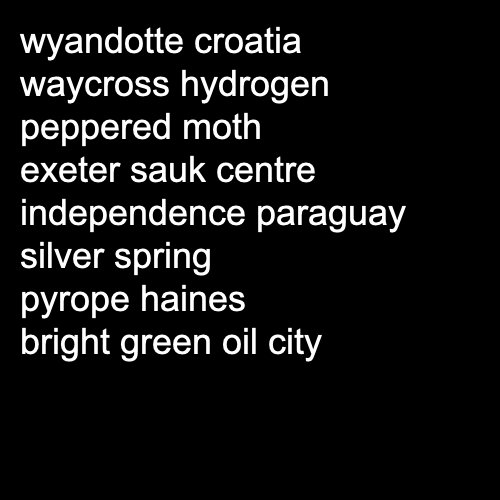 wyandotte croatia
waycross hydrogen
peppered moth
exeter sauk centre
independence paraguay
silver spring
pyrope haines
bright green oil city